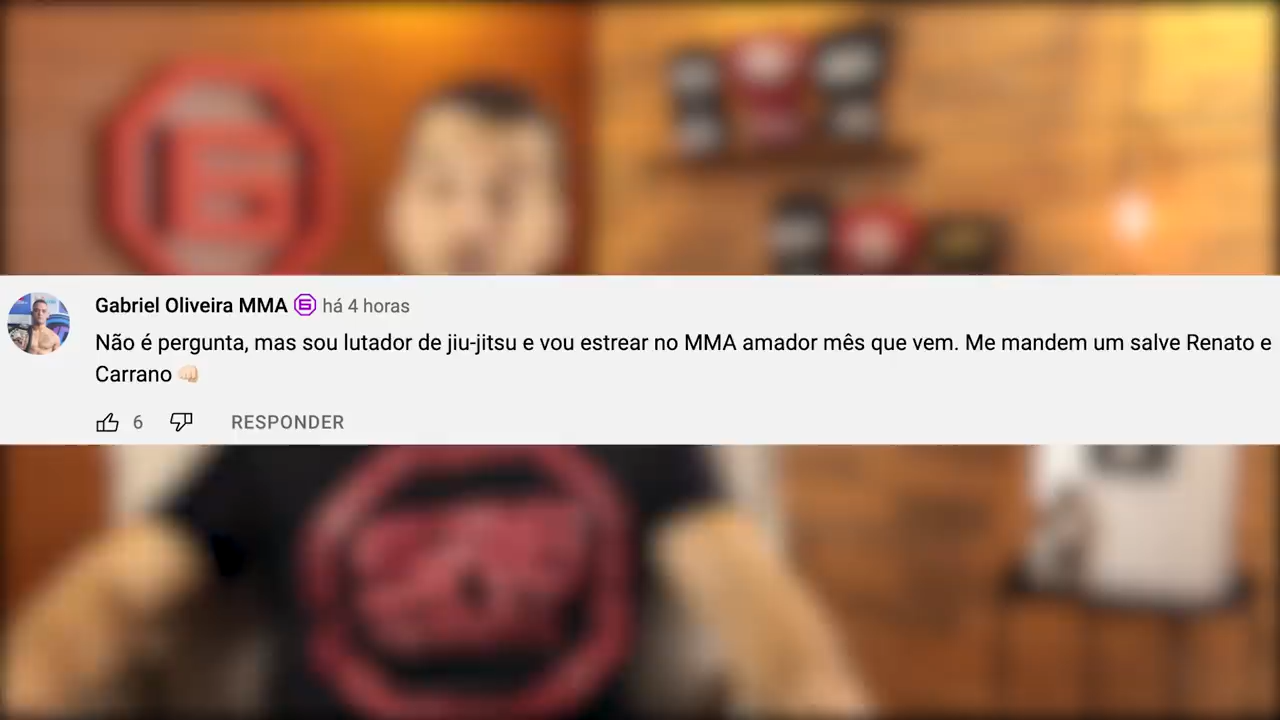 Gabriel Oliveira MMA há 4 horas
Não é pergunta, mas sou lutador de jiu-jitsu e vou estrear no MMA amador mês que vem. Me mandem um salve Renato e
Carrano 👊🏻
6 RESPONDER